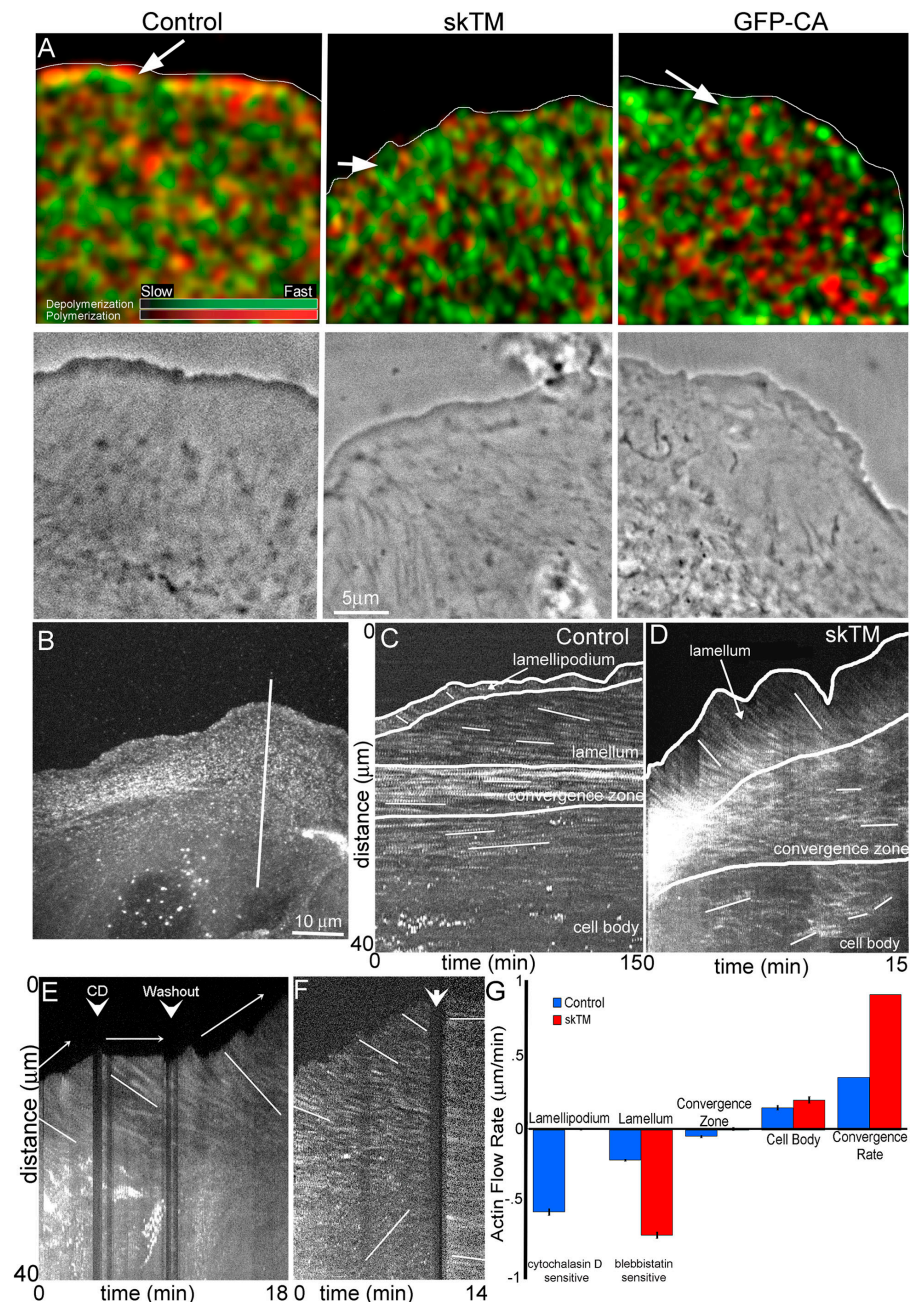 Control
skTM
GFP-CA
A
Slow
Fast
Depolymerization
Polymerization
5μm
B
10 μm
C
Control
lamellipodium
lamellum
convergence zone
cell body
0
distance (μm)
40
0
time (min)
15
D
skTM
lamellum
convergence zone
cell body
0
time (min)
15
E
CD
Washout
0
distance (μm)
40
0
time (min)
18
F
0
time (min)
14
G
Control
skTM
Actin Flow Rate (μm/min)
1
.5
0
-.5
-1
Lamellipodium
Lamellum
Convergence
Zone
Cell Body
Convergence
Rate
cytochalasin D
sensitive
blebbistatin
sensitive